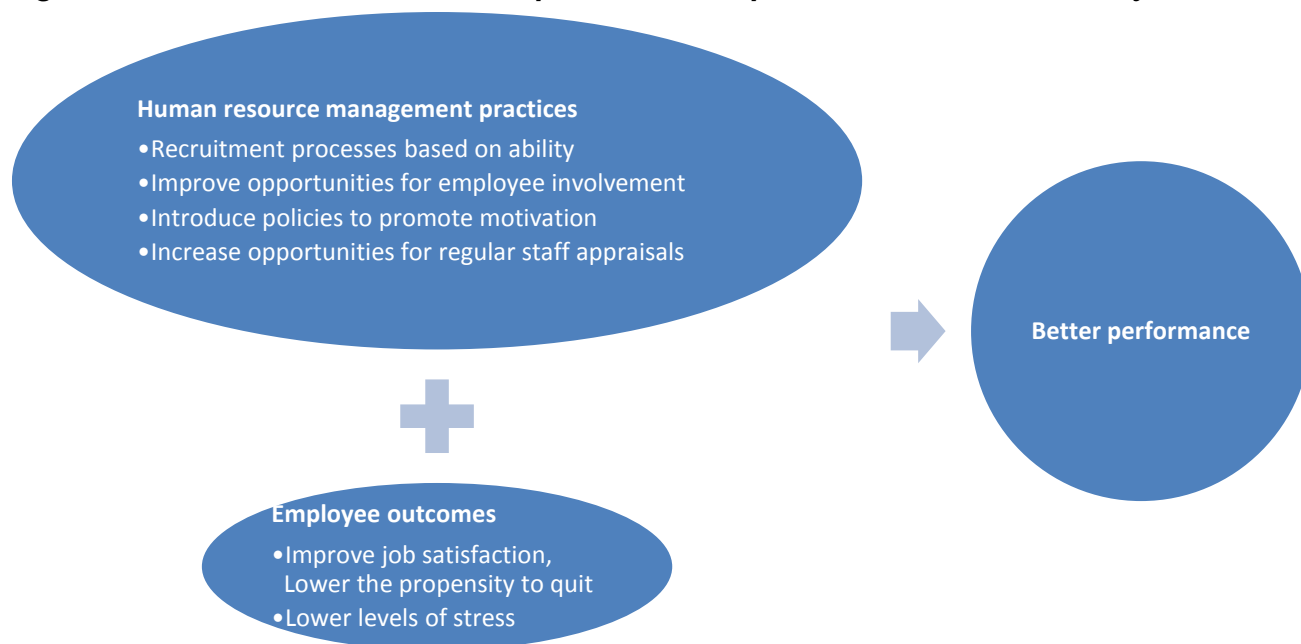 Human resource management practices
•Recruitment processes based on ability
•Improve opportunities for employee involvement
•Introduce policies to promote motivation
•Increase opportunities for regular staff appraisals
Better performance
Employee outcomes
•Improve job satisfaction,
Lower the propensity to quit
•Lower levels of stress